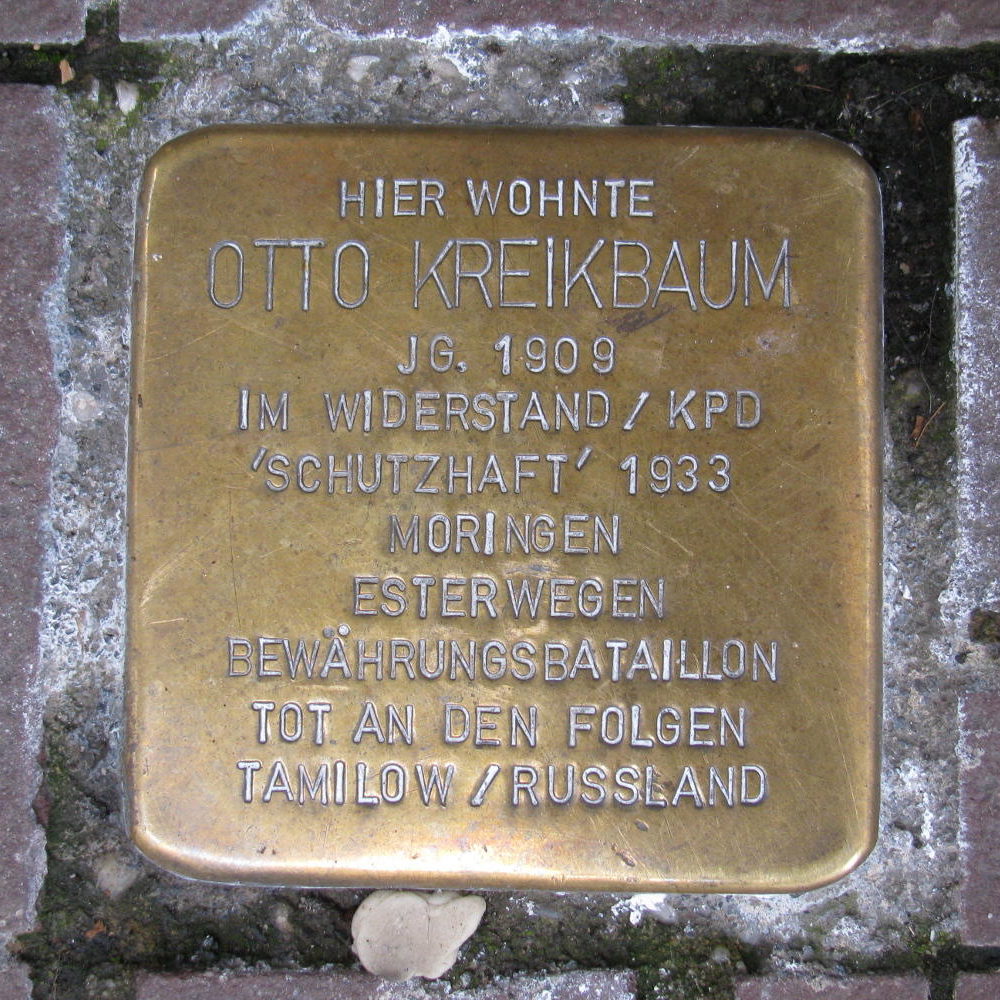 HIER WOHNTE
OTTO KREIKBAUM
JG. 1909
IM WIDERSTAND / KPD
'SCHUTZHAFT' 1933
MORINGEN
ESTERWEGEN
BEWÄHRUNGSBATAILLON
TOT AN DEN FOLGEN
TAMILOW / RUSSLAND